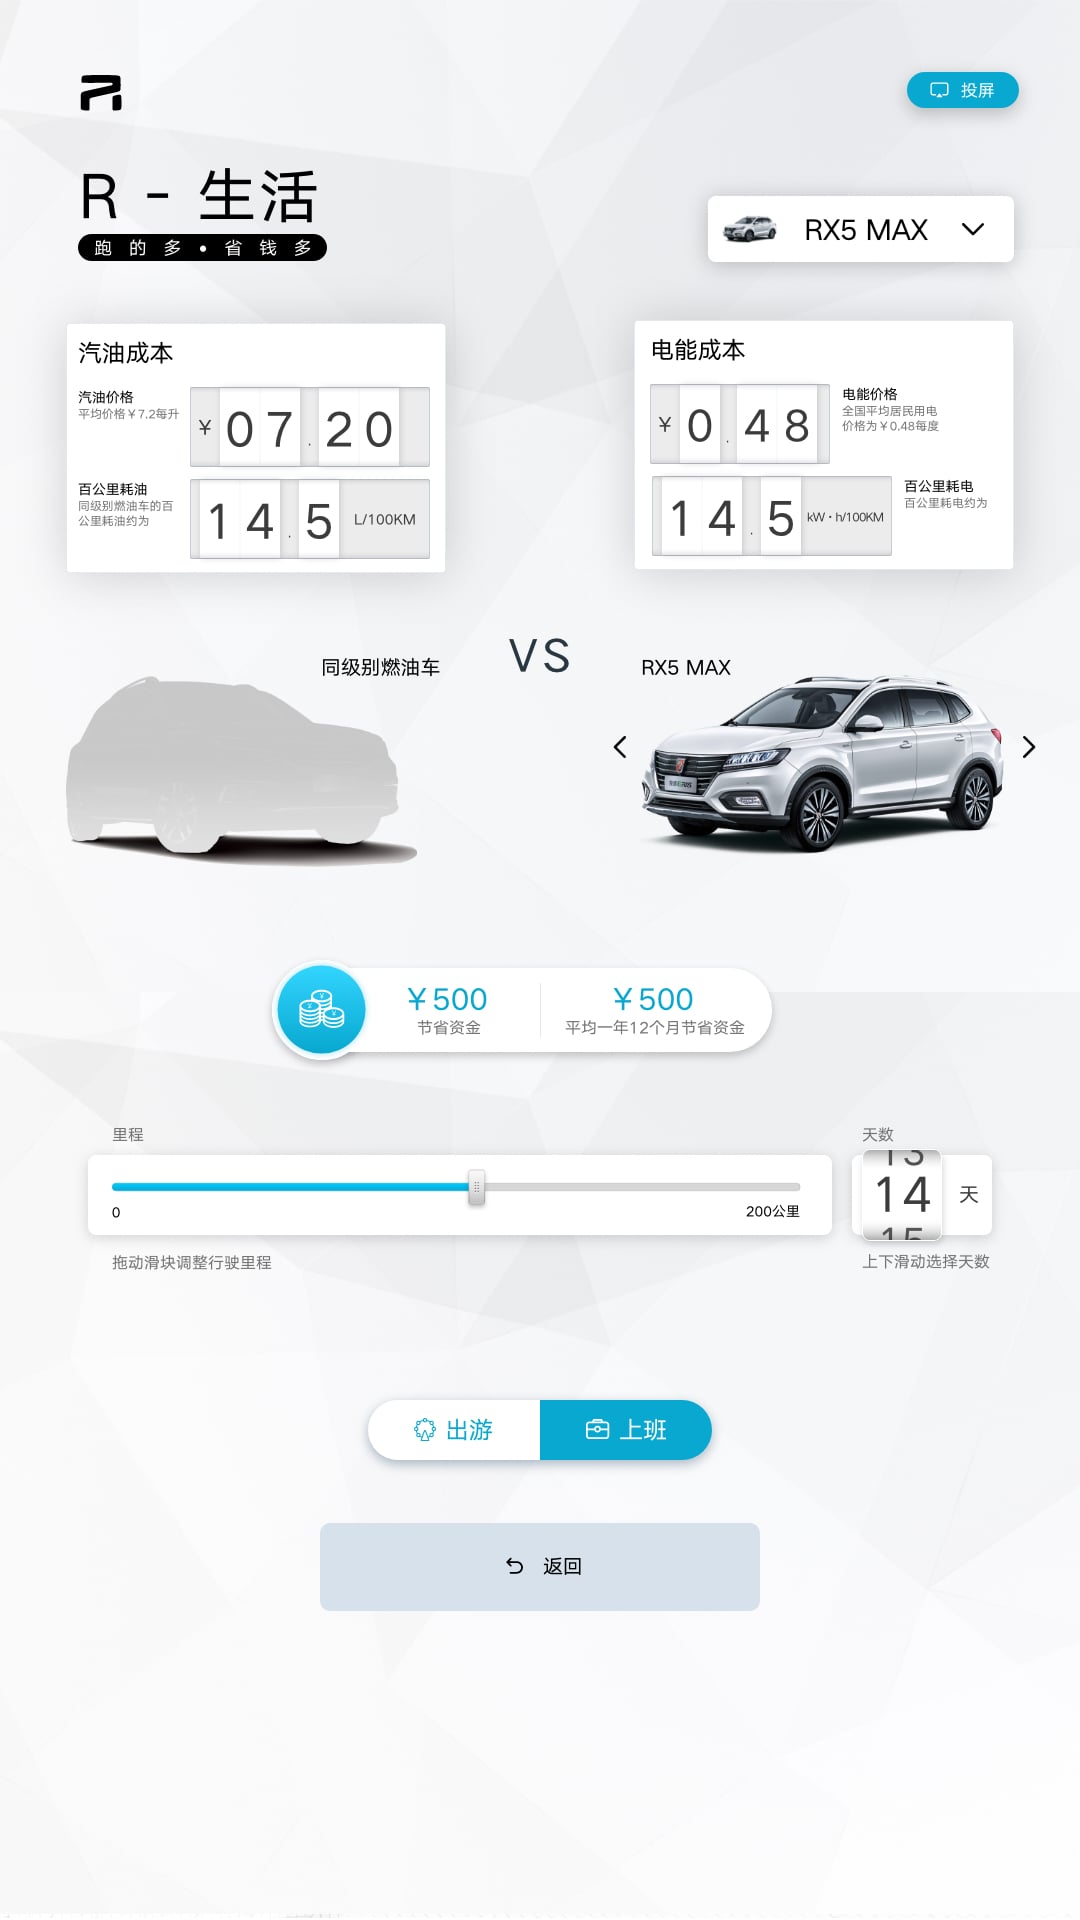 投屏
R - 生活
跑的多•省钱多
RX5 MAX
汽油成本
汽油价格
平均价格￥7.2每升
￥07.20
百公里耗油
同级别燃油车的百
公里耗油约为
14.5 L/100KM
电能成本
￥0.48
电能价格
全国平均居民用电
价格为￥0.48每度
14.5 kW·h/100KM
百公里耗电
百公里耗电约为
同级别燃油车
VS
RX5 MAX
￥500
节省资金
￥500
平均一年12个月节省资金
里程
0
200公里
拖动滑块调整行驶里程
天数
13
14 天
15
上下滑动选择天数
出游
上班
返回